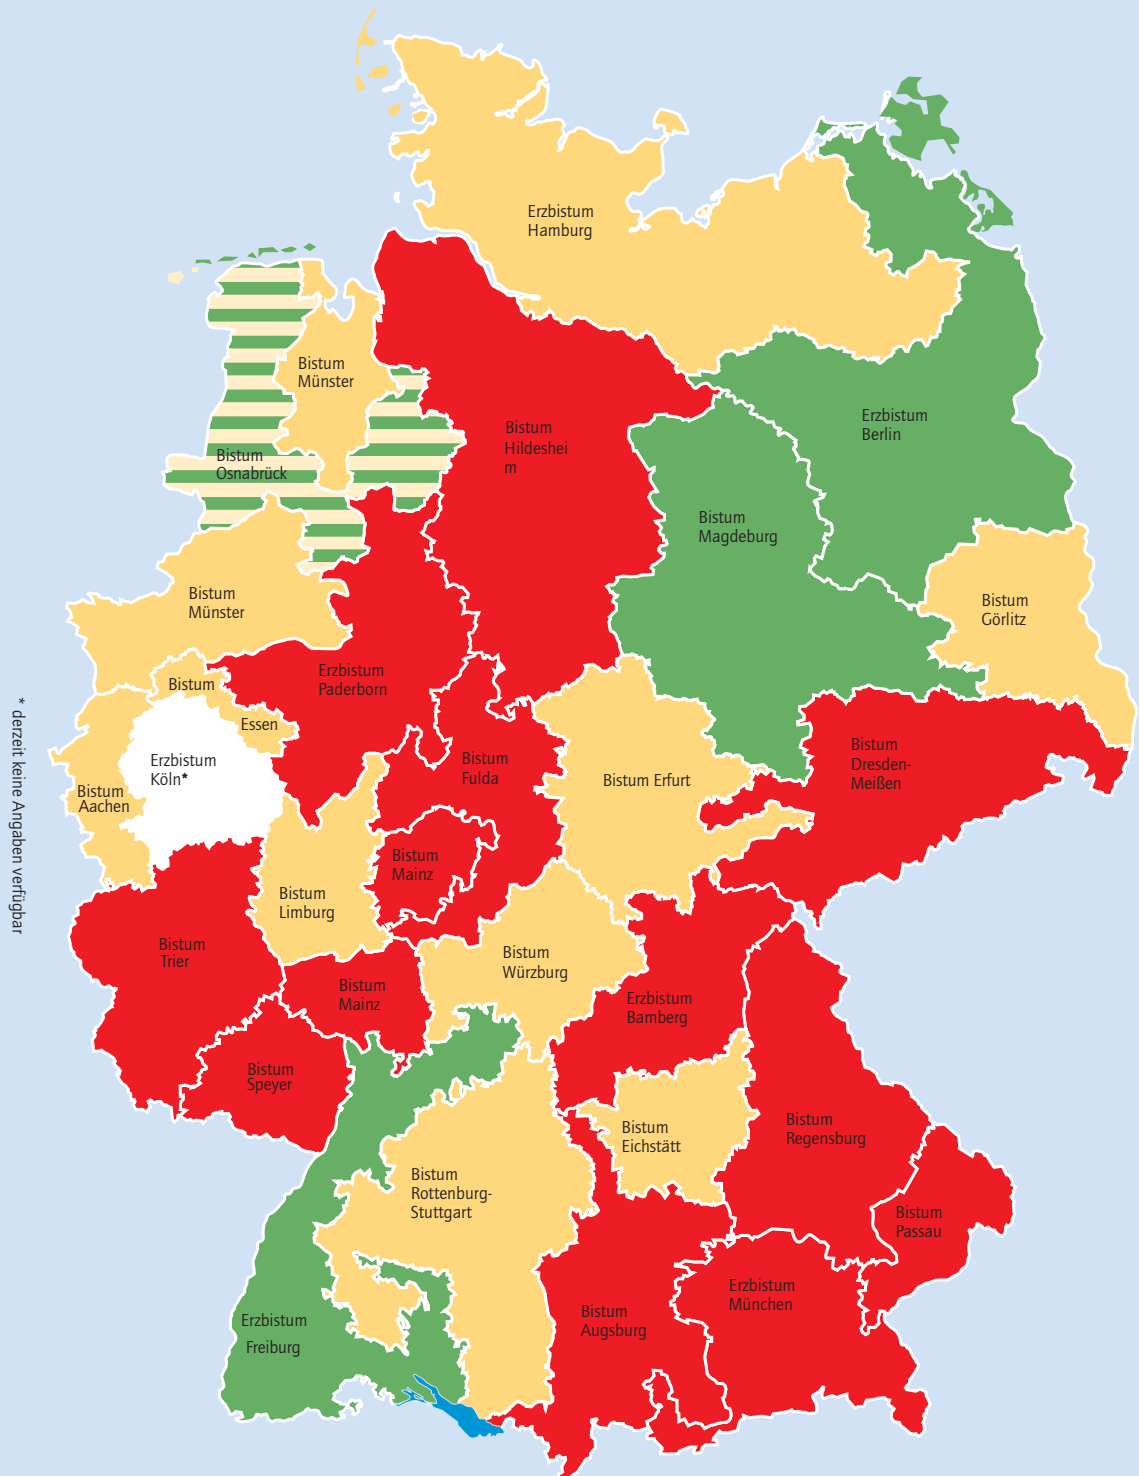 Erzbistum
Hamburg
Bistum
Münster
Erzbistum
Berlin
Bistum
Hildeshei
m
Bistum
Osnabrück
Bistum
Magdeburg
Bistum
Münster
Bistum
Görlitz
Erzbistum
Paderborn
Bistum
Essen
Erzbistum
Köln*
Bistum
Aachen
Bistum
Fulda
Bistum Erfurt
Bistum
Dresden-
Meißen
Bistum
Mainz
Bistum
Limburg
Bistum
Trier
Bistum
Würzburg
Bistum
Mainz
Erzbistum
Bamberg
Bistum
Speyer
Bistum
Eichstätt
Bistum
Regensburg
Bistum
Rottenburg-
Stuttgart
Bistum
Passau
Erzbistum
München
Bistum
Augsburg
Erzbistum
Freiburg
* derzeit keine Angaben verfügbar